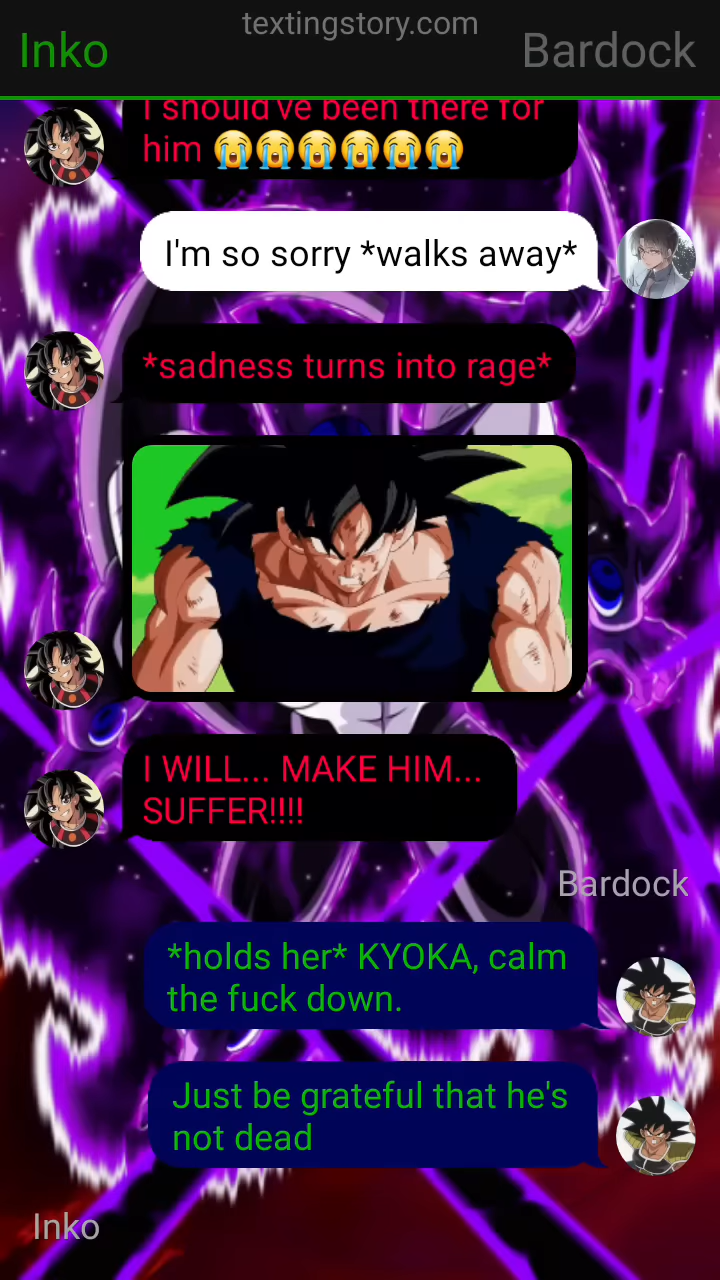 textingstory.com
Inko
Bardock
I should've been there for
him 😭😭😭😭😭😭
I'm so sorry *walks away*
*sadness turns into rage*
I WILL... MAKE HIM...
SUFFER!!!!
Bardock
*holds her* KYOKA, calm
the fuck down.
Just be grateful that he's
not dead
Inko